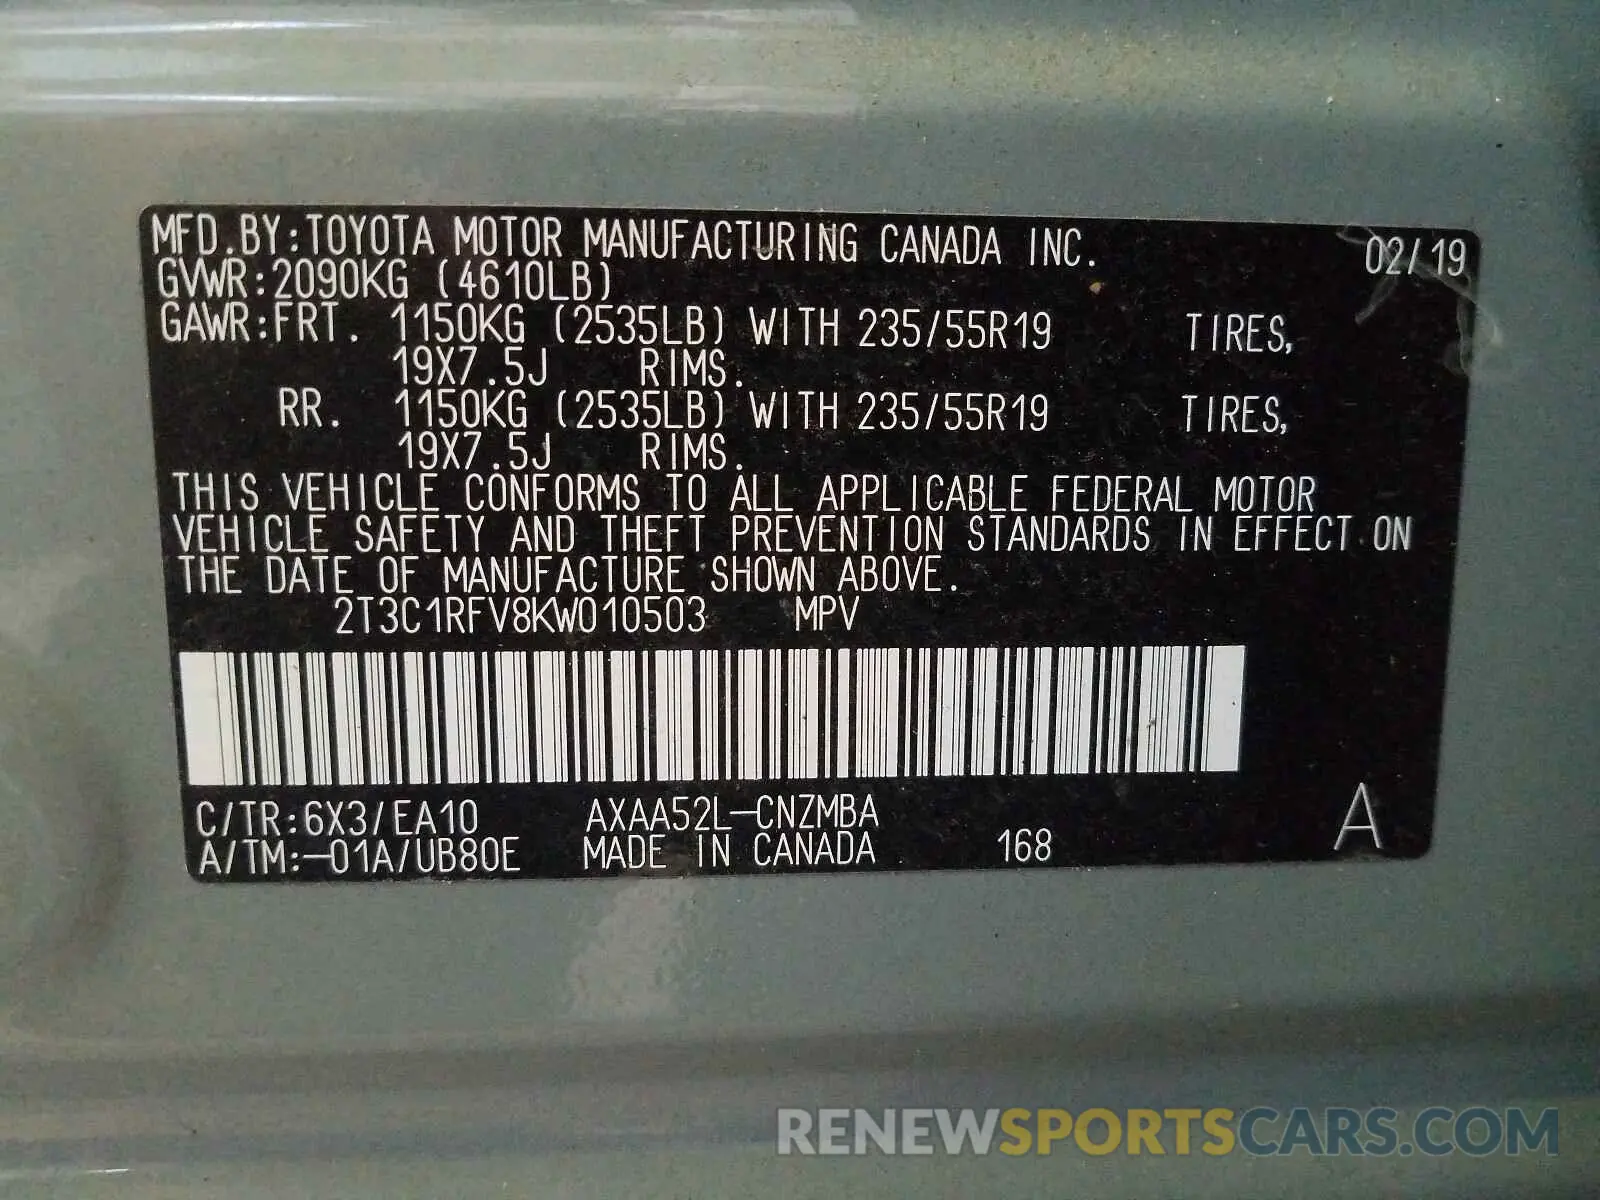 MFD.BY:TOYOTA MOTOR MANUFACTURING CANADA INC. 02/19
GVWR:2090KG (4610LB)
GAWR:FRT. 1150KG (2535LB) WITH 235/55R19 TIRES,
19X7.5J RIMS.
RR. 1150KG (2535LB) WITH 235/55R19 TIRES,
19X7.5J RIMS.
THIS VEHICLE CONFORMS TO ALL APPLICABLE FEDERAL MOTOR
VEHICLE SAFETY AND THEFT PREVENTION STANDARDS IN EFFECT ON
THE DATE OF MANUFACTURE SHOWN ABOVE.
2T3C1RFV8KW010503 MPV
C/TR:6X3/EA10 AXAA52L-CNZMBA
A/TM:-01A/UB80E MADE IN CANADA 168 A
RENEWSPORTSCARS.COM